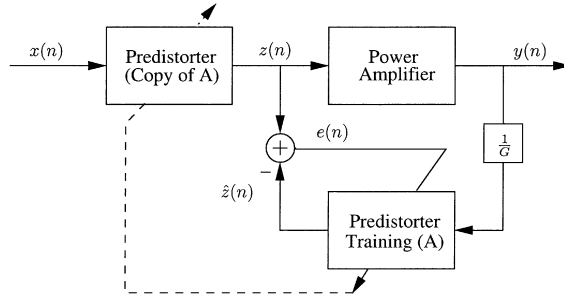 x(n)
Predistorter
(Copy of A)
z(n)
Power
Amplifier
y(n)
e(n)
+
−
1
G
ẑ(n)
Predistorter
Training (A)